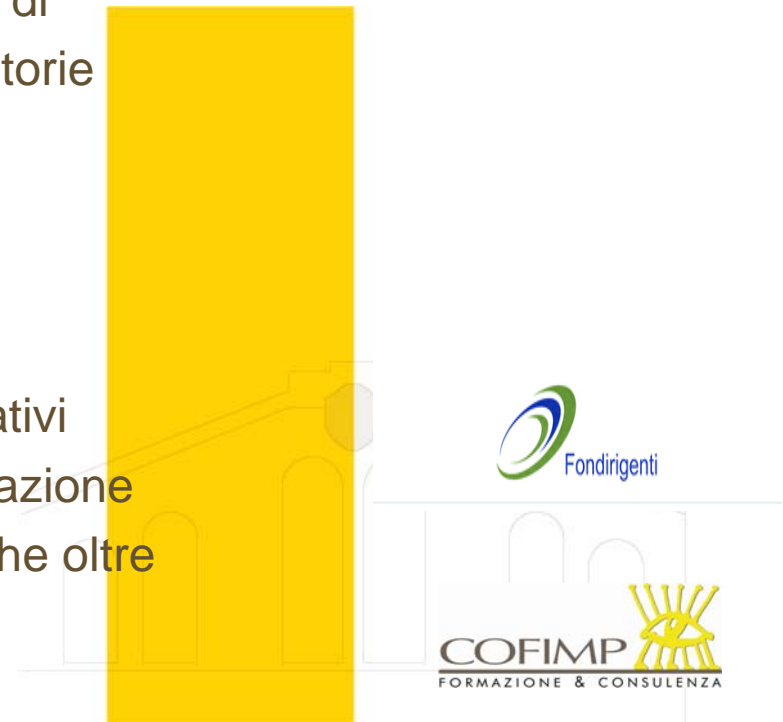 di
torie
ativi
azione
he oltre
Fondirigenti
COFIMP
FORMAZIONE & CONSULENZA